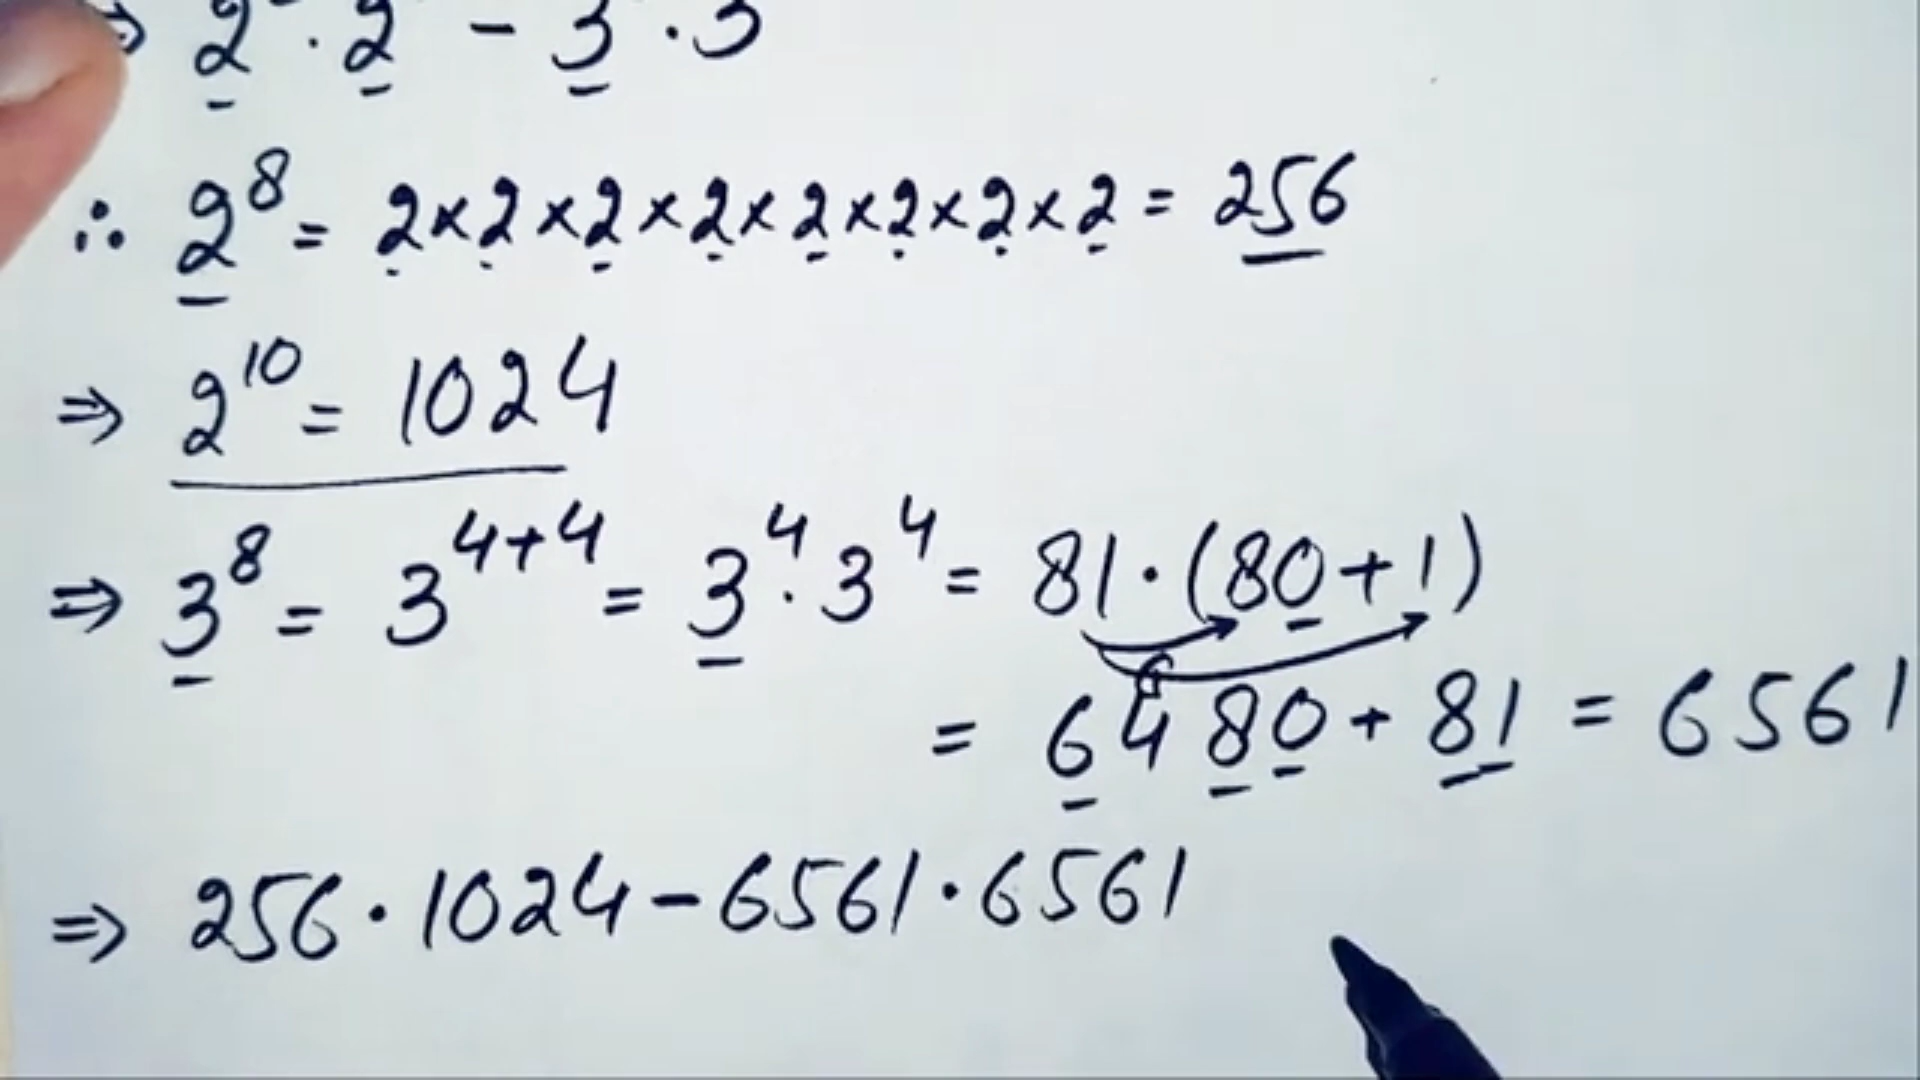 ⇒ 2 · 2 - 3 · 3
∴ 2⁸ = 2×2×2×2×2×2×2×2 = 256
⇒ 2¹⁰ = 1024
⇒ 3⁸ = 3⁴⁺⁴ = 3⁴ · 3⁴ = 81 · (80 + 1)
= 6480 + 81 = 6561
⇒ 256 · 1024 - 6561 · 6561